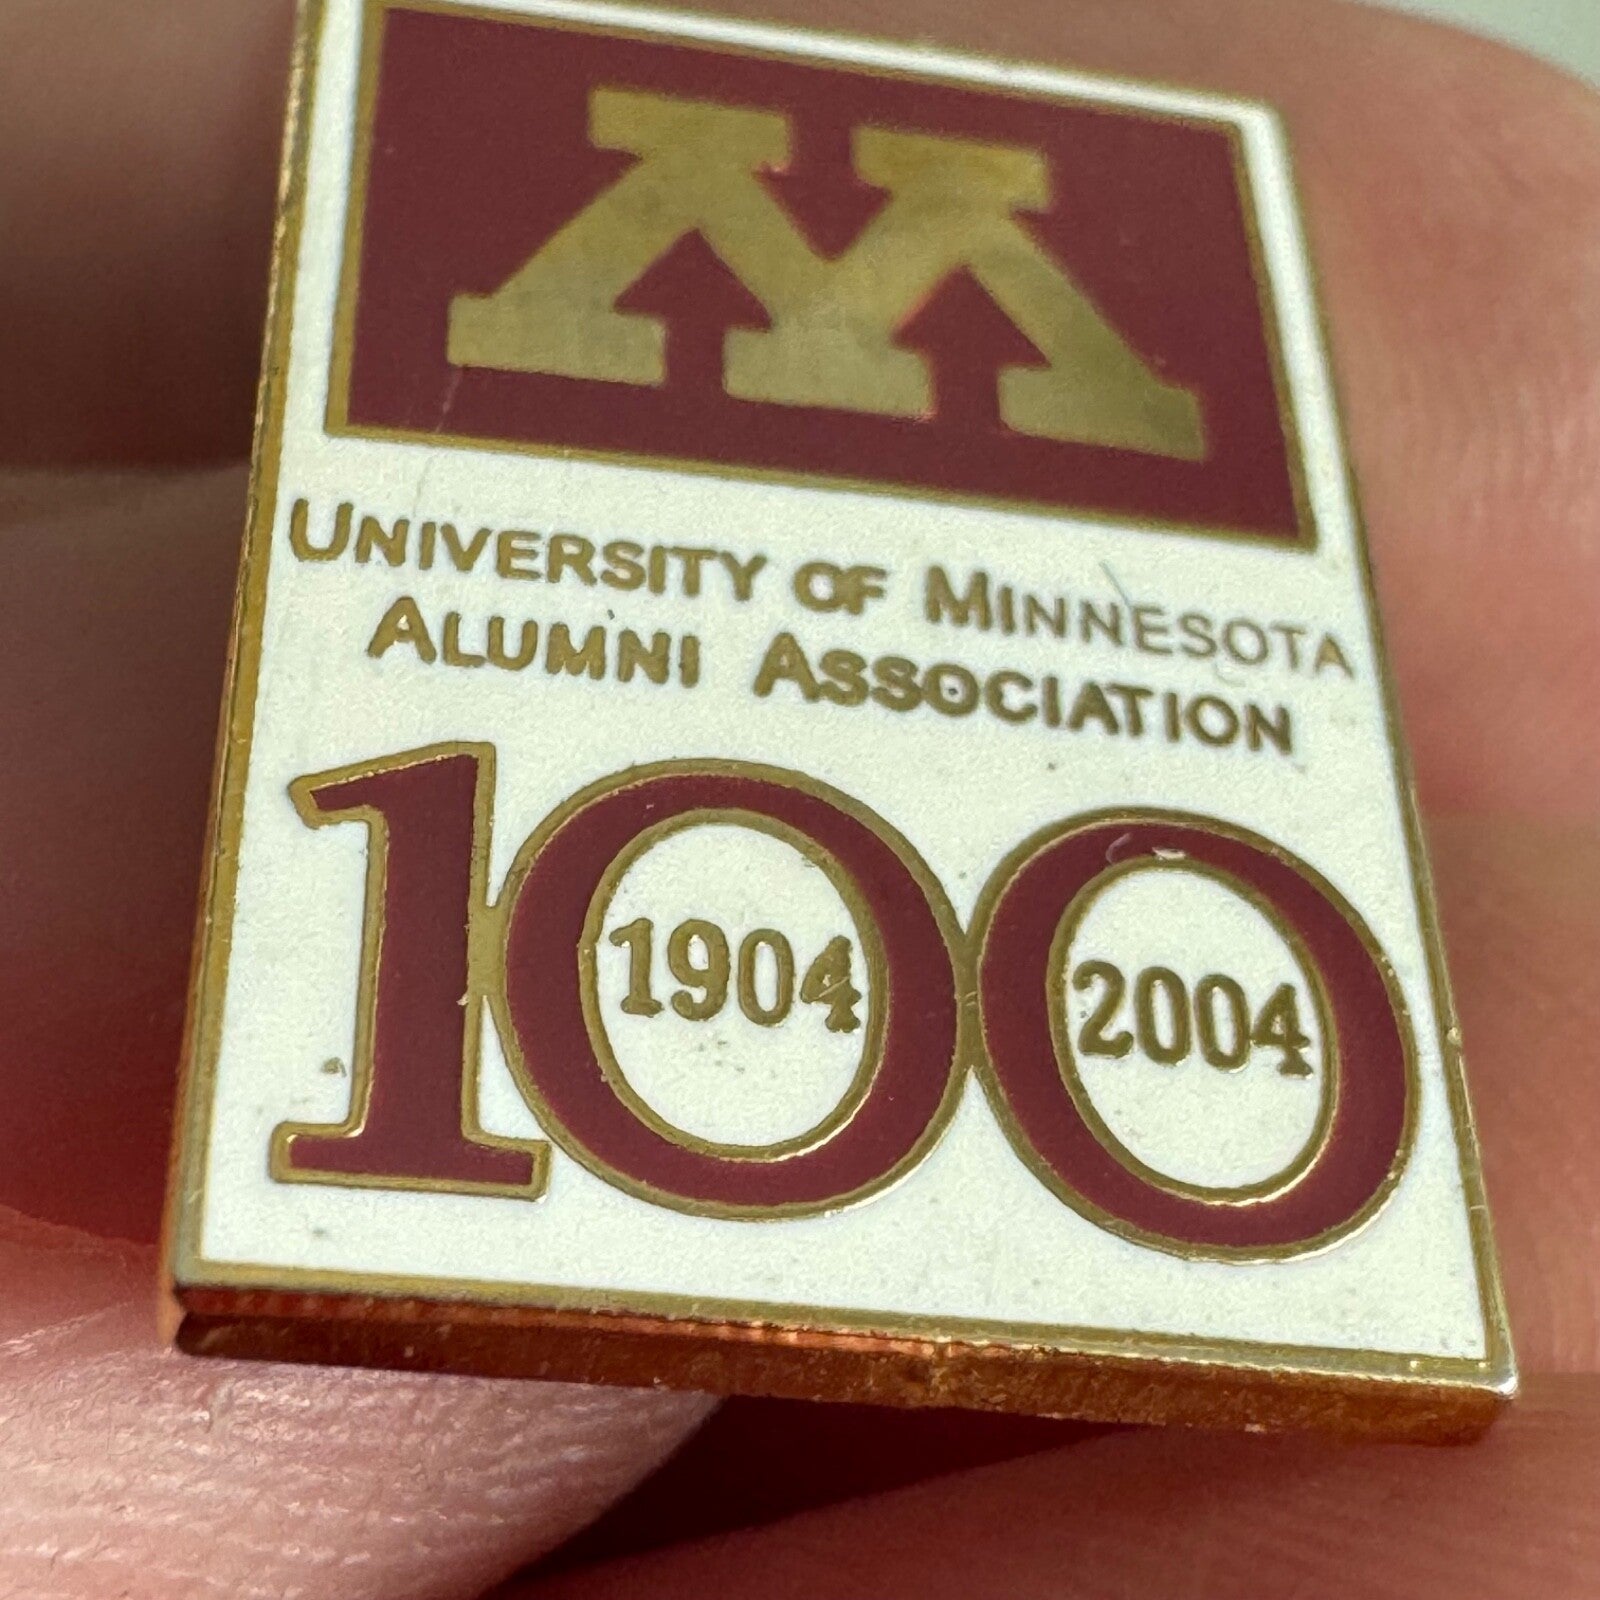 M
UNIVERSITY OF MINNESOTA
ALUMNI ASSOCIATION
100
1904 2004